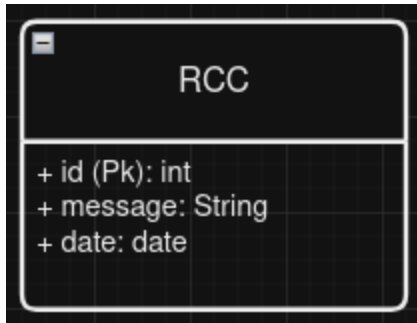 RCC
+ id (Pk): int
+ message: String
+ date: date